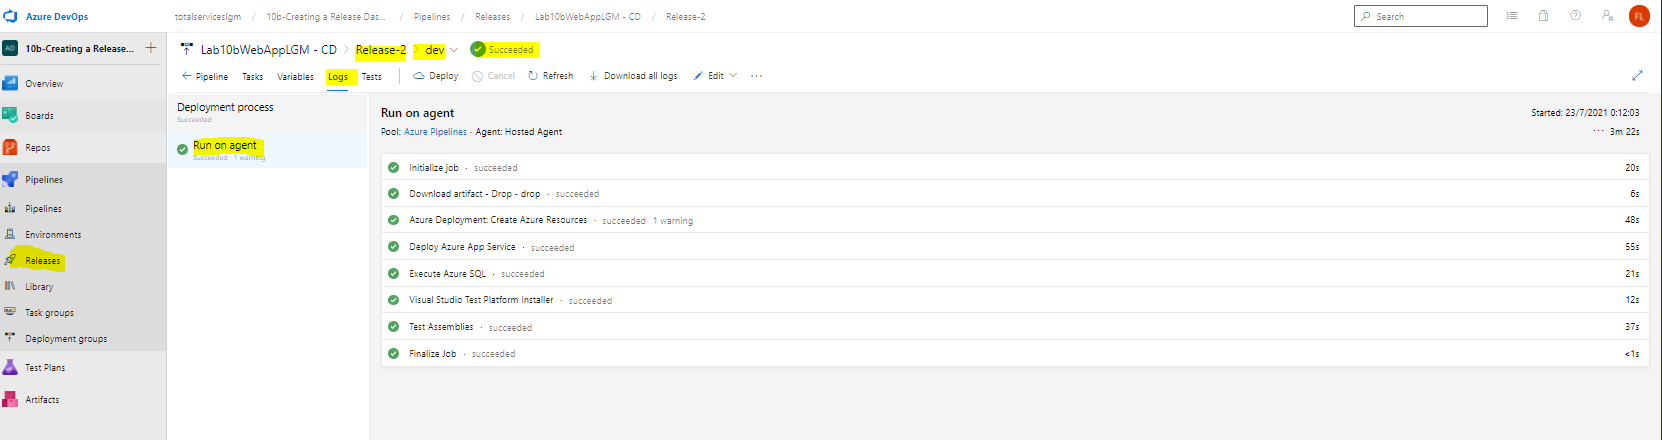 Azure DevOps
totalserviceslgm / 10b-Creating a Release Das... / Pipelines / Releases / Lab10bWebAppLGM - CD / Release-2
Search
FL
AD 10b-Creating a Release... +
Overview
Boards
Repos
Pipelines
Pipelines
Environments
Releases
Library
Task groups
Deployment groups
Test Plans
Artifacts
Lab10bWebAppLGM - CD > Release-2 > dev Succeeded
Pipeline Tasks Variables Logs Tests Deploy Cancel Refresh Download all logs Edit ...
Deployment process
Succeeded
Run on agent
Succeeded · 1 warning
Run on agent
Started: 23/7/2021 0:12:03
Pool: Azure Pipelines · Agent: Hosted Agent
... 3m 22s
Initialize job · succeeded 20s
Download artifact - Drop - drop · succeeded 6s
Azure Deployment: Create Azure Resources · succeeded 1 warning 48s
Deploy Azure App Service · succeeded 55s
Execute Azure SQL · succeeded 21s
Visual Studio Test Platform Installer · succeeded 12s
Test Assemblies · succeeded 37s
Finalize Job · succeeded <1s